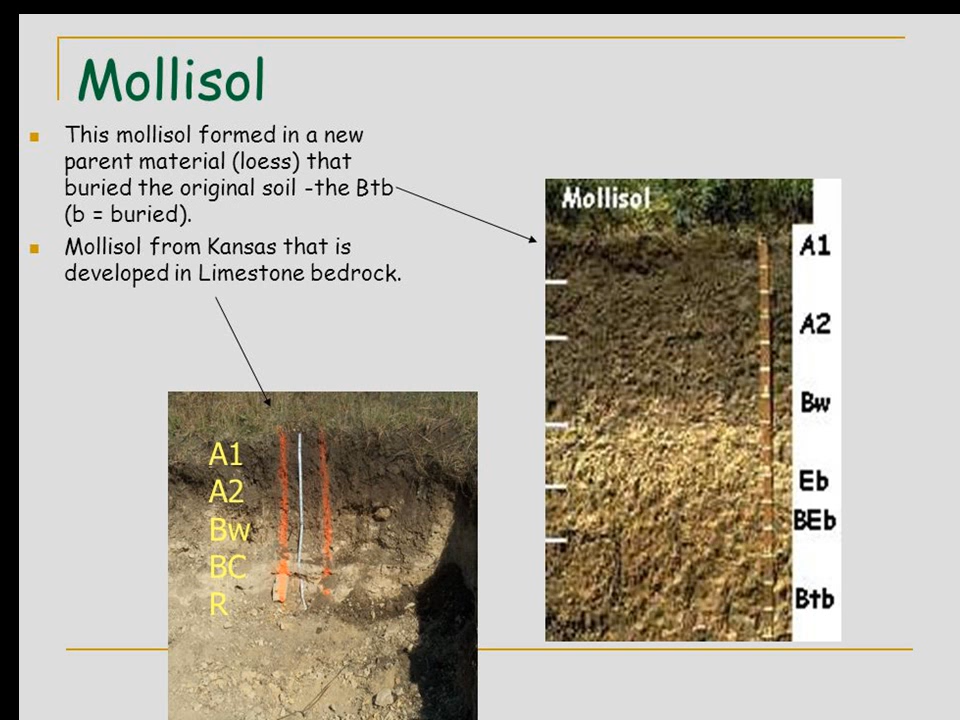 Mollisol
This mollisol formed in a new
parent material (loess) that
buried the original soil -the Btb
(b = buried).
Mollisol from Kansas that is
developed in Limestone bedrock.
Mollisol
A1
A2
Bw
Eb
BEb
Btb
A1
A2
Bw
BC
R